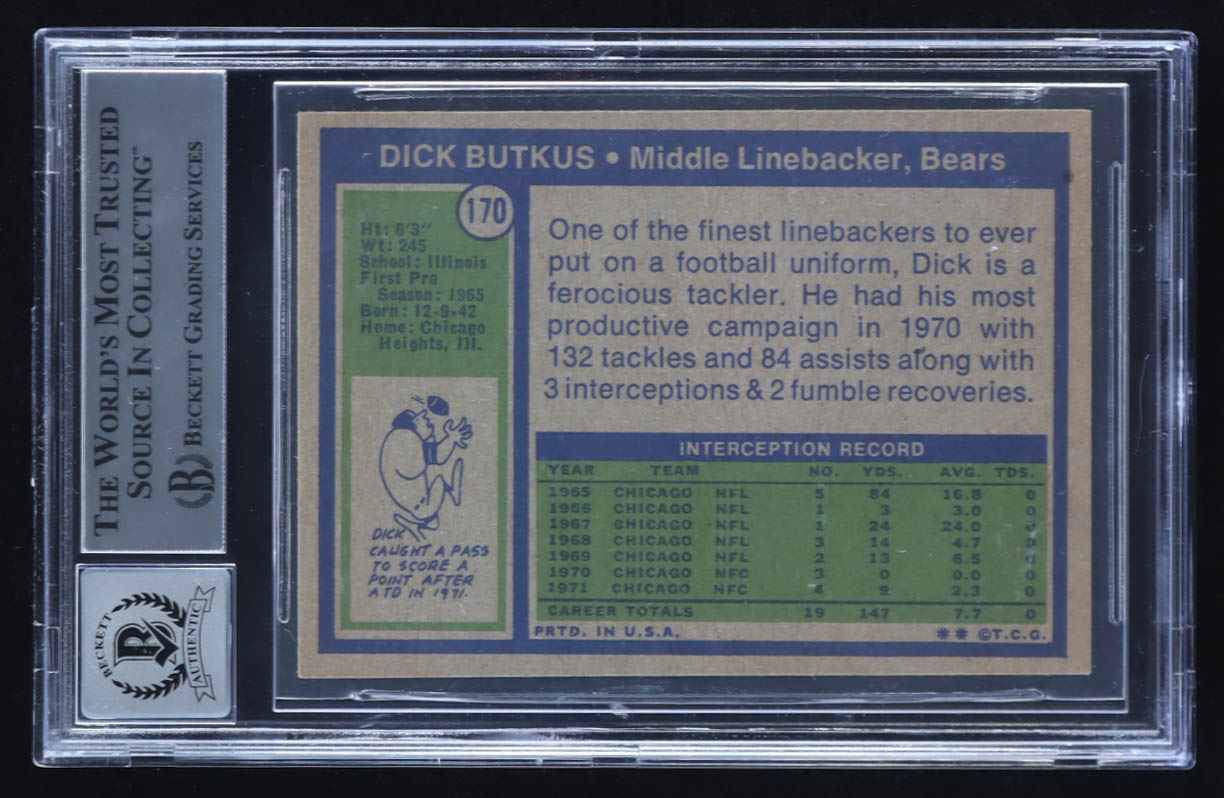 THE WORLD'S MOST TRUSTED
SOURCE IN COLLECTING™
BECKETT GRADING SERVICES
BECKETT
AUTHENTIC
DICK BUTKUS • Middle Linebacker, Bears
170
Ht: 6'3"
Wt: 245
School: Illinois
First Pro
Season: 1965
Born: 12-9-42
Home: Chicago
Heights, Ill.
DICK
CAUGHT A PASS
TO SCORE A
POINT AFTER
A TD IN 1971.
One of the finest linebackers to ever
put on a football uniform, Dick is a
ferocious tackler. He had his most
productive campaign in 1970 with
132 tackles and 84 assists along with
3 interceptions & 2 fumble recoveries.
INTERCEPTION RECORD
YEAR TEAM NO. YDS. AVG. TDS.
1965 CHICAGO NFL 5 84 16.8 0
1966 CHICAGO NFL 1 3 3.0 0
1967 CHICAGO NFL 1 24 24.0 0
1968 CHICAGO NFL 3 14 4.7 0
1969 CHICAGO NFL 2 13 6.5 0
1970 CHICAGO NFC 3 0 0.0 0
1971 CHICAGO NFC 4 9 2.3 0
CAREER TOTALS 19 147 7.7 0
PRTD. IN U.S.A. ** ©T.C.G.